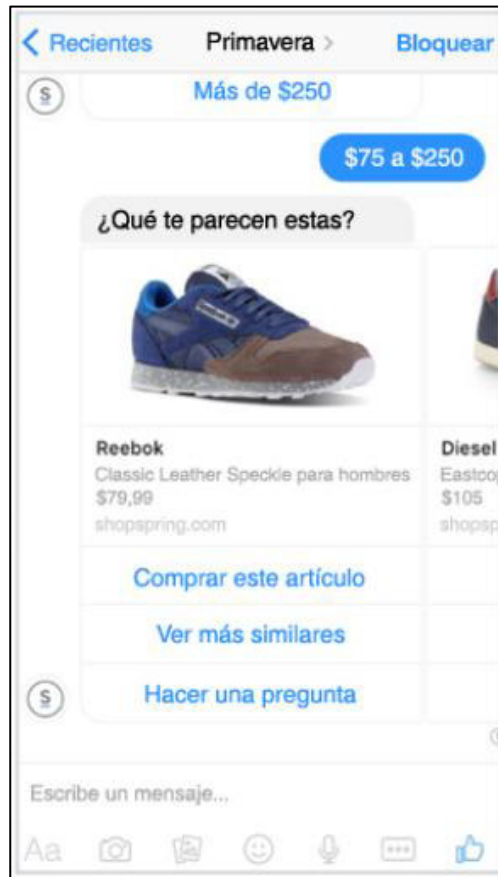 Recientes Primavera Bloquear
Más de $250
$75 a $250
¿Qué te parecen estas?
Reebok
Reebok
Classic Leather Speckle para hombres
$79,99
shopspring.com
Diesel
$105
Comprar este artículo
Ver más similares
Hacer una pregunta
Escribe un mensaje...
Aa